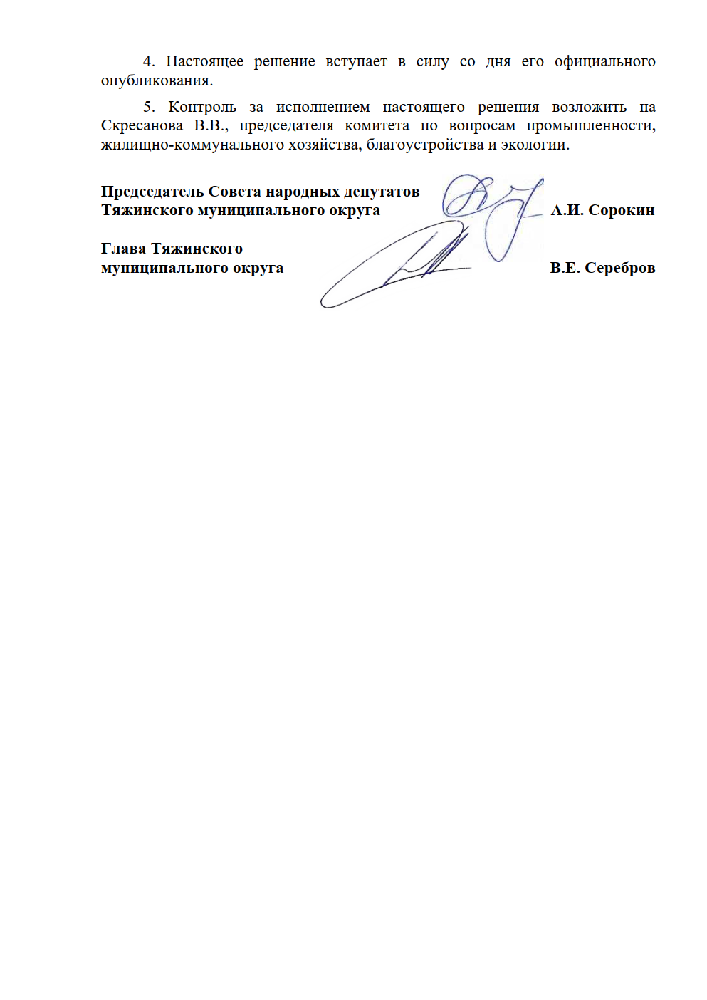 4. Настоящее решение вступает в силу со дня его официального
опубликования.
5. Контроль за исполнением настоящего решения возложить на
Скресанова В.В., председателя комитета по вопросам промышленности,
жилищно-коммунального хозяйства, благоустройства и экологии.
Председатель Совета народных депутатов
Тяжинского муниципального округа А.И. Сорокин
Глава Тяжинского
муниципального округа В.Е. Серебров